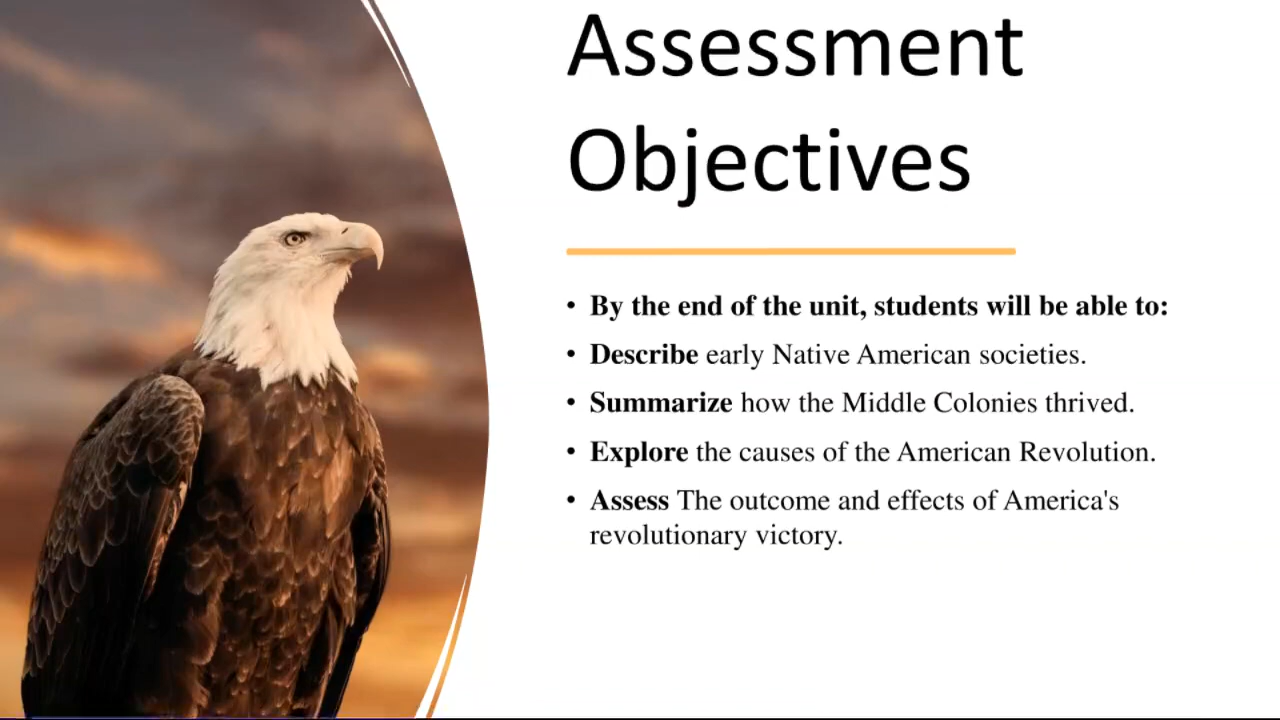 Assessment
Objectives
• By the end of the unit, students will be able to:
• Describe early Native American societies.
• Summarize how the Middle Colonies thrived.
• Explore the causes of the American Revolution.
• Assess The outcome and effects of America's
revolutionary victory.